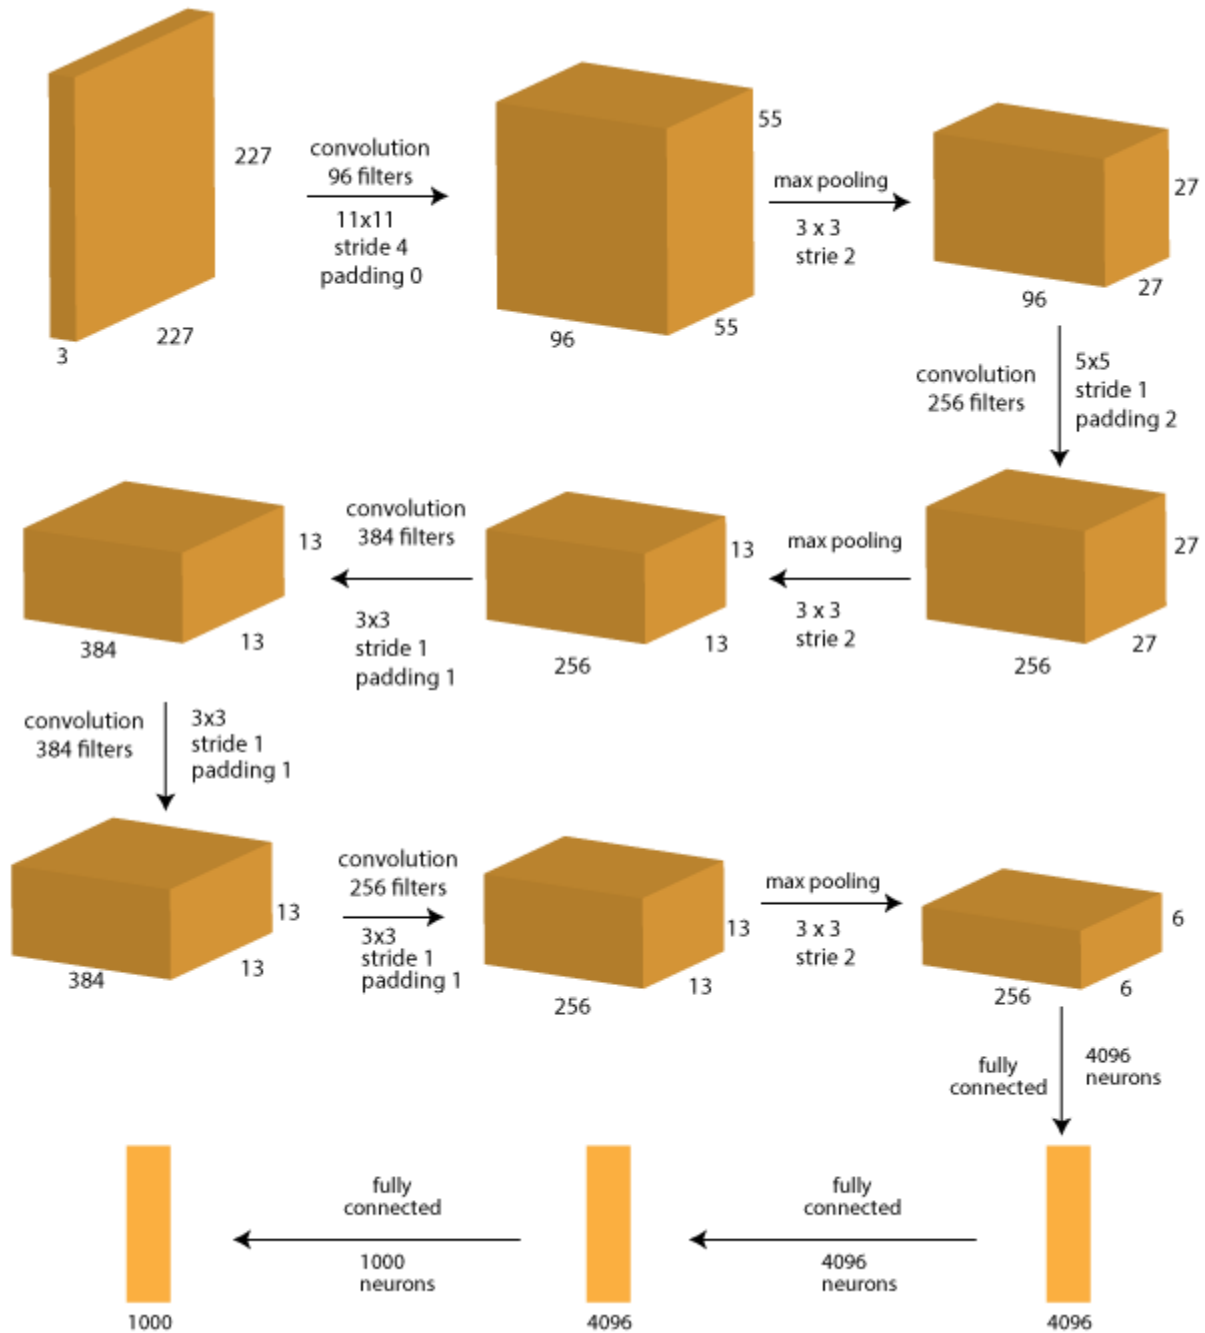 227
227
3
convolution
96 filters
11x11
stride 4
padding 0
55
55
96
max pooling
3 x 3
strie 2
27
27
96
convolution
256 filters
5x5
stride 1
padding 2
27
27
256
max pooling
3 x 3
strie 2
13
13
256
convolution
384 filters
3x3
stride 1
padding 1
13
13
384
convolution
384 filters
3x3
stride 1
padding 1
13
13
384
convolution
256 filters
3x3
stride 1
padding 1
13
13
256
max pooling
3 x 3
strie 2
6
6
256
fully
connected
4096
neurons
4096
fully
connected
4096
neurons
4096
fully
connected
1000
neurons
1000